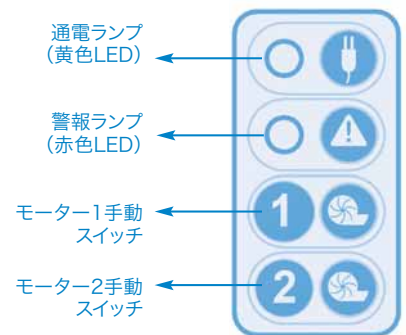 通電ランプ
（黄色LED）
警報ランプ
（赤色LED）
モーター1手動
スイッチ
1
モーター2手動
スイッチ
2